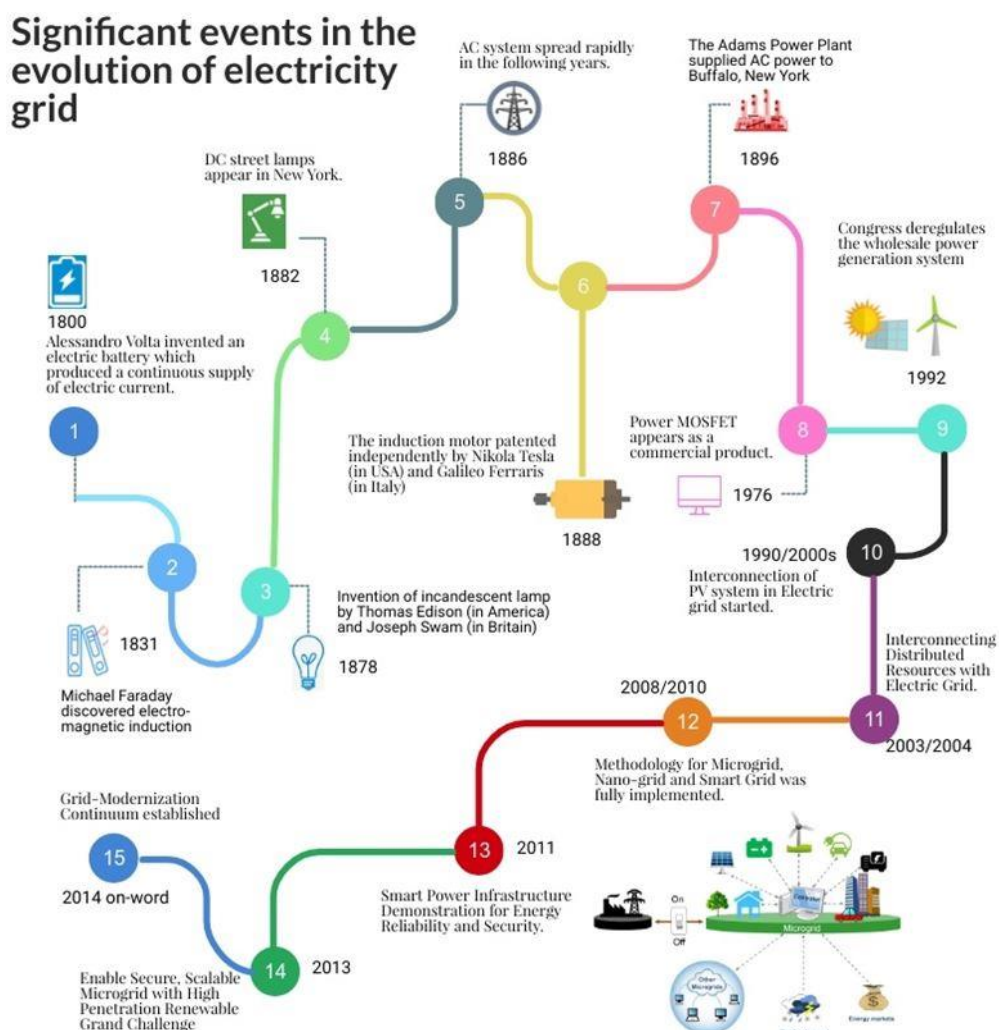 Significant events in the
evolution of electricity
grid
1800
Alessandro Volta invented an
electric battery which
produced a continuous supply
of electric current.
1
2
1831
Michael Faraday
discovered electro-
magnetic induction
3
Invention of incandescent lamp
by Thomas Edison (in America)
and Joseph Swam (in Britain)
1878
DC street lamps
appear in New York.
1882
4
AC system spread rapidly
in the following years.
1886
5
6
The induction motor patented
independently by Nikola Tesla
(in USA) and Galileo Ferraris
(in Italy)
1888
The Adams Power Plant
supplied AC power to
Buffalo, New York
1896
7
8
Power MOSFET
appears as a
commercial product.
1976
Congress deregulates
the wholesale power
generation system
1992
9
10
1990/2000s
Interconnection of
PV system in Electric
grid started.
Interconnecting
Distributed
Resources with
Electric Grid.
11
2003/2004
2008/2010
12
Methodology for Microgrid,
Nano-grid and Smart Grid was
fully implemented.
13
2011
Smart Power Infrastructure
Demonstration for Energy
Reliability and Security.
14
2013
Enable Secure, Scalable
Microgrid with High
Penetration Renewable
Grand Challenge
Grid-Modernization
Continuum established
15
2014 on-word
On
Off
Microgrid
Other
Microgrids
Energy markets